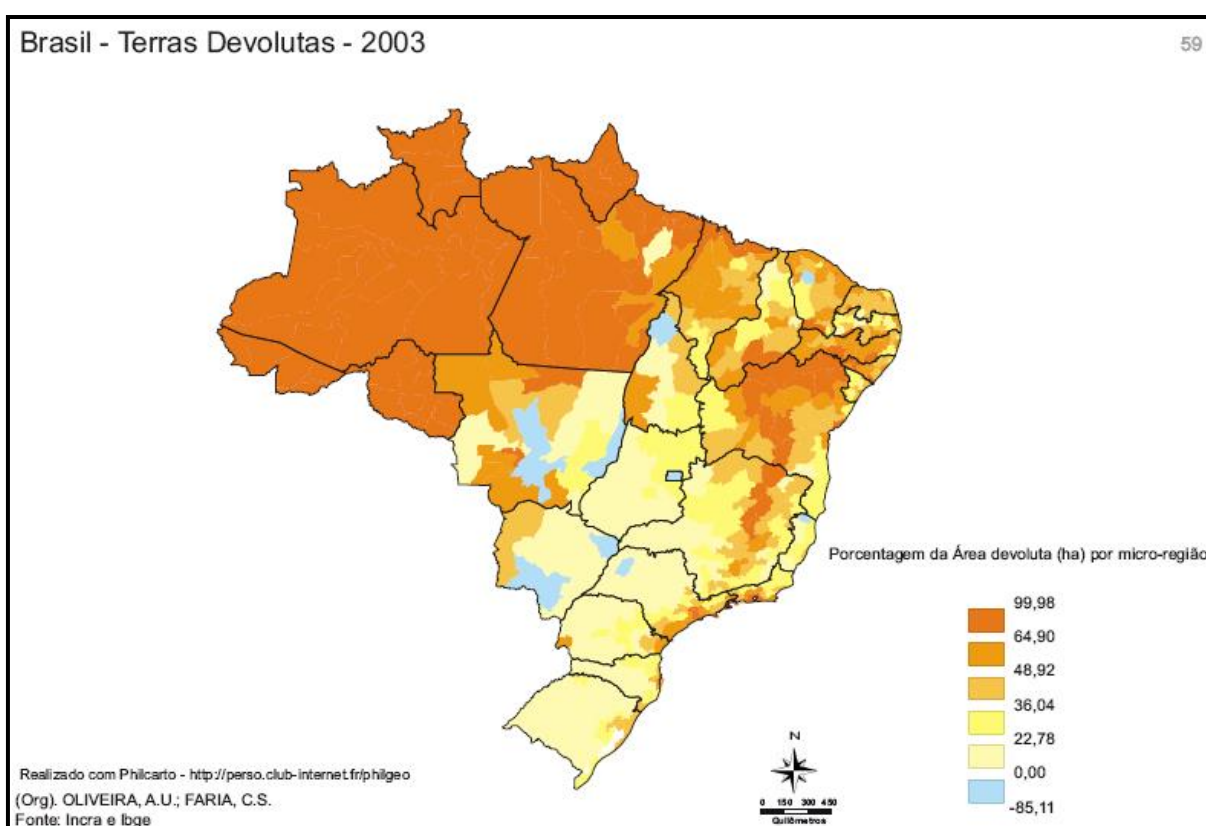 Brasil - Terras Devolutas - 2003
59
Porcentagem da Área devoluta (ha) por micro-região
99,98
64,90
48,92
36,04
22,78
0,00
-85,11
N
0 150 300 450
Quilômetros
Realizado com Philcarto - http://perso.club-internet.fr/philgeo
(Org). OLIVEIRA, A.U.; FARIA, C.S.
Fonte: Incra e Ibge